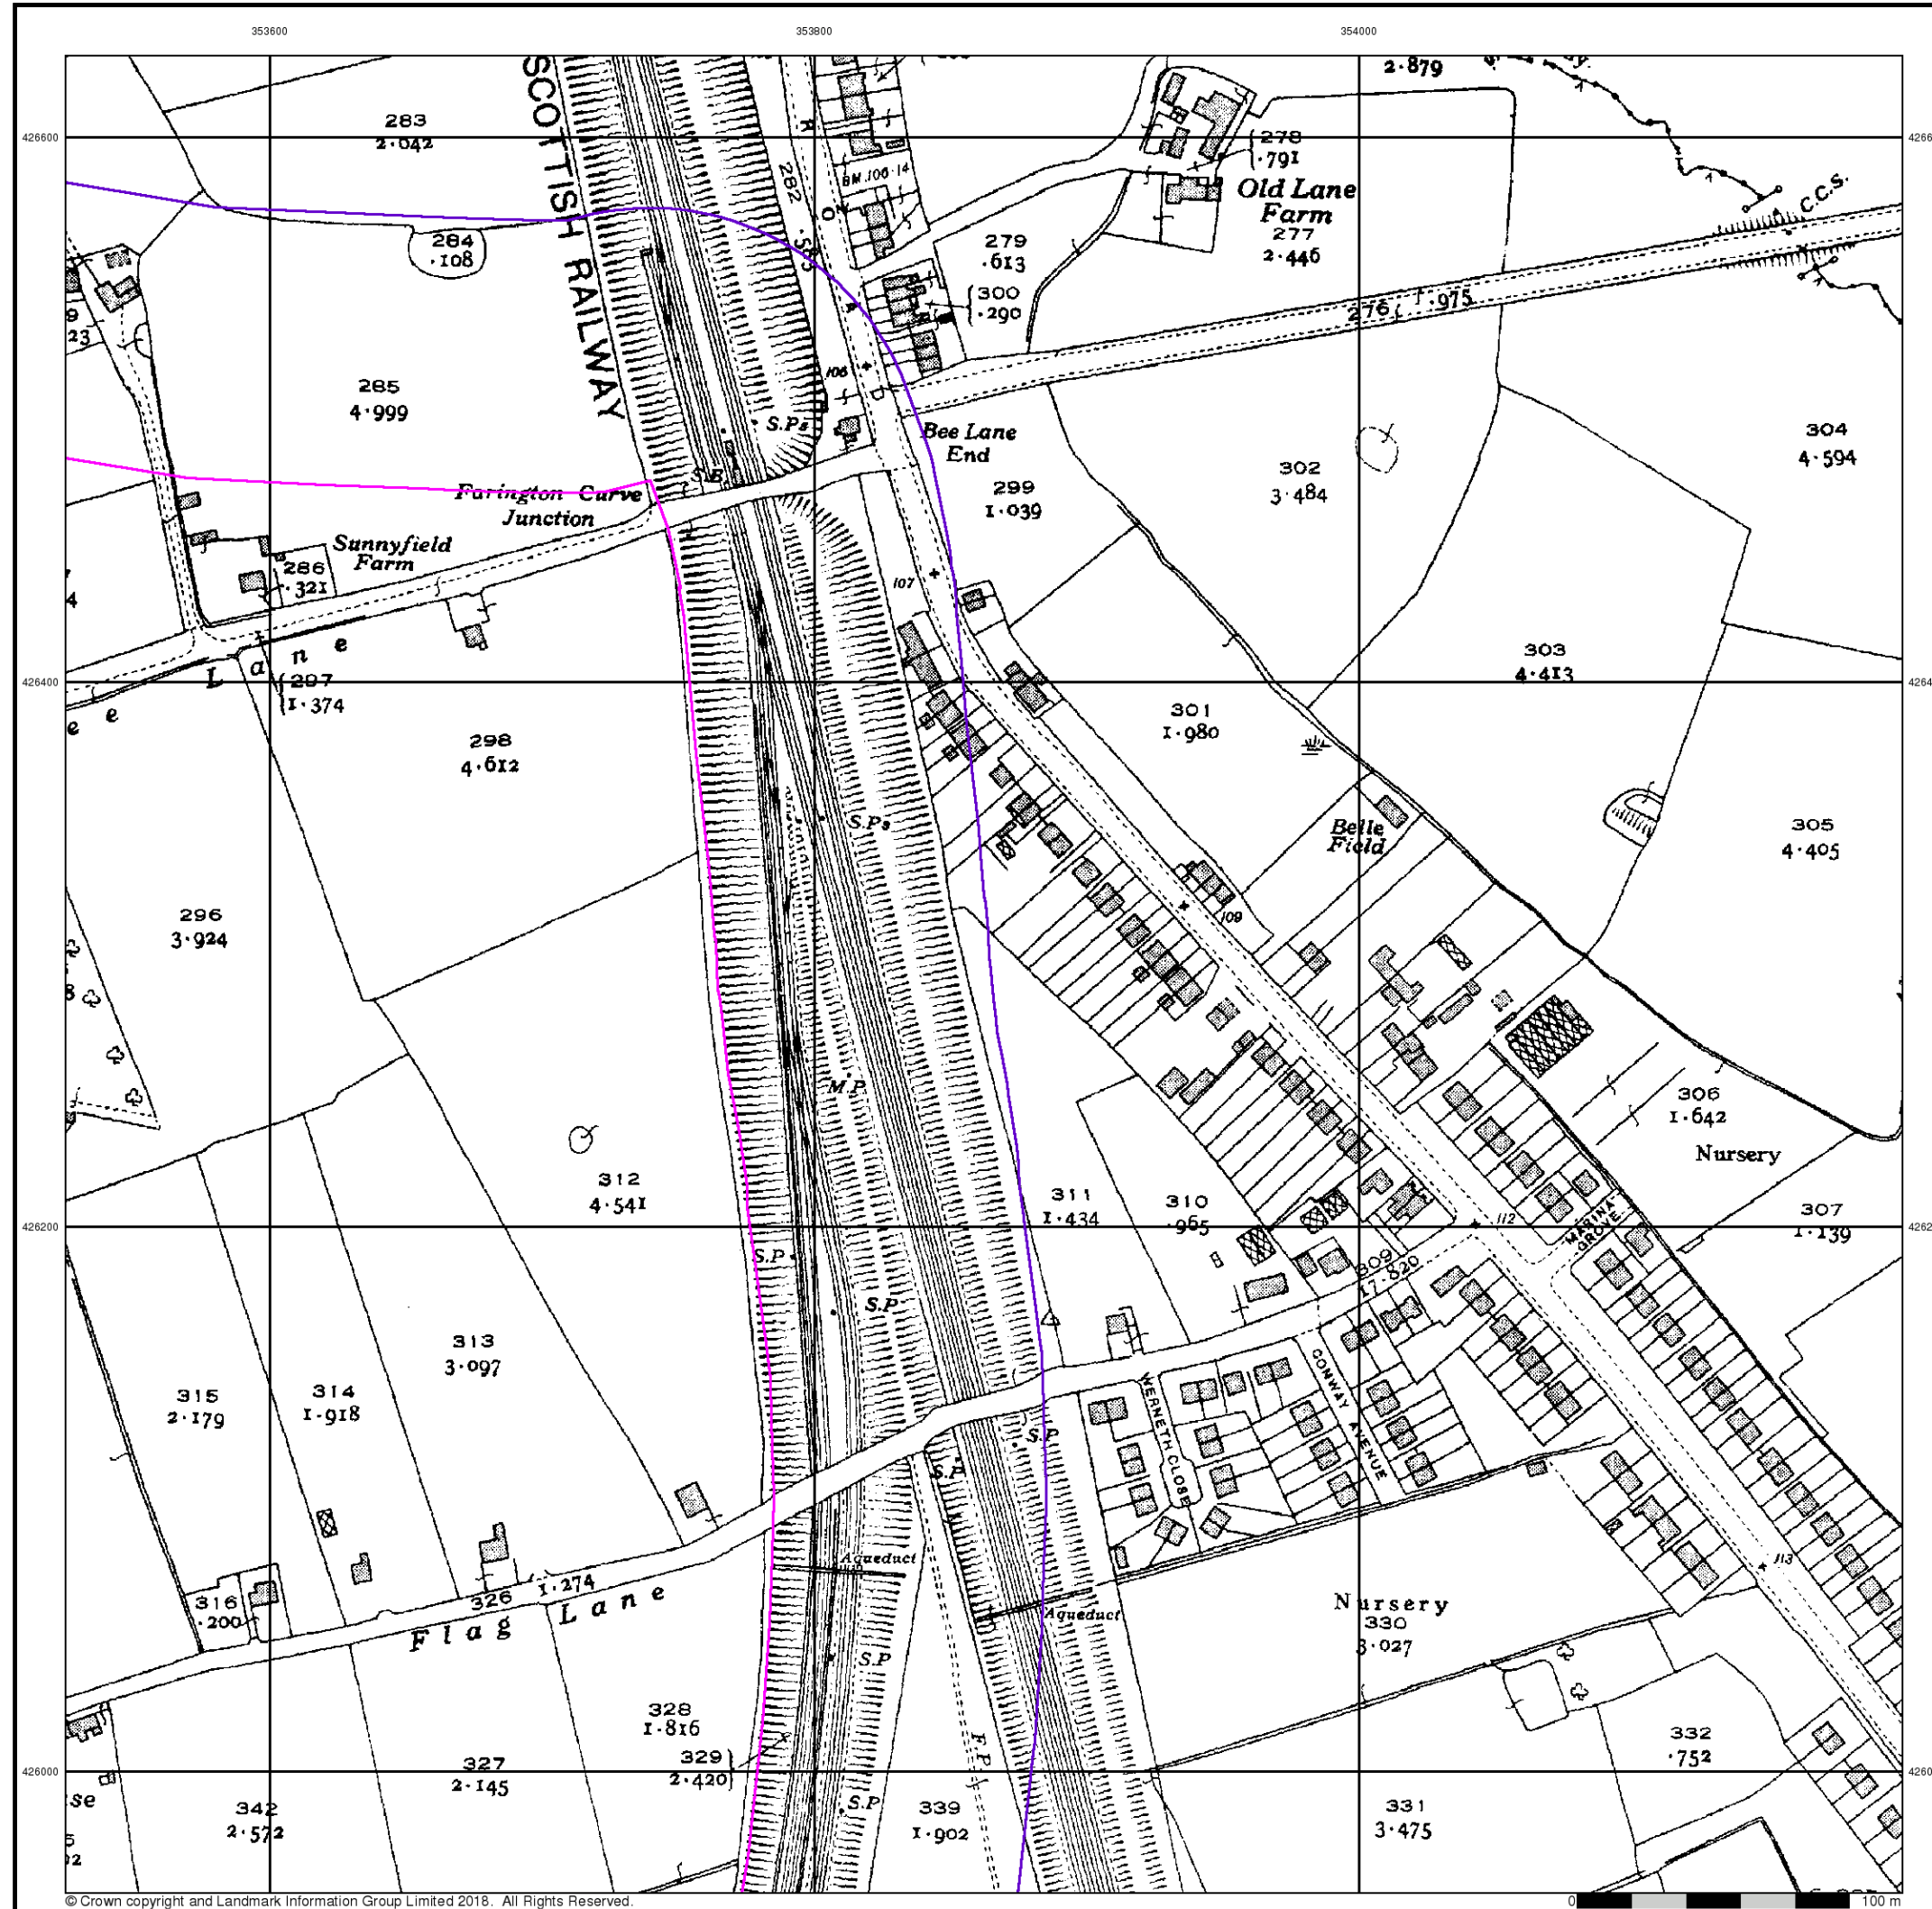 353600
353800
354000
426600
SCOTTISH RAILWAY
283
2.042
282
.593
R
O
A
D
B.M.106.14
278
.791
Old Lane
Farm
277
2.446
2.879
C.C.S.
284
.108
279
.613
300
.290
276
.975
285
4.999
106
S.Ps
Bee Lane
End
304
4.594
302
3.484
299
1.039
S.B.
Farington Curve
Junction
Sunnyfield
Farm
286
.321
107
Lane
297
1.374
303
4.413
426400
301
1.980
298
4.612
S.Ps
Belle
Field
305
4.405
296
3.924
109
M.P.
306
1.642
Nursery
312
4.541
311
1.434
310
.965
112
MARINA
GROVE
307
1.139
426200
S.P
309
17.820
S.P
313
3.097
315
2.179
314
1.918
WERNETH CLOSE
CONWAY AVENUE
S.P
S.P
113
Aqueduct
316
.200
326
1.274
Flag Lane
Aqueduct
Nursery
330
3.027
S.P
328
1.816
F.P.
332
.752
327
2.145
329
2.420
426000
342
2.572
S.P
339
1.902
331
3.475
© Crown copyright and Landmark Information Group Limited 2018. All Rights Reserved.
0
100 m